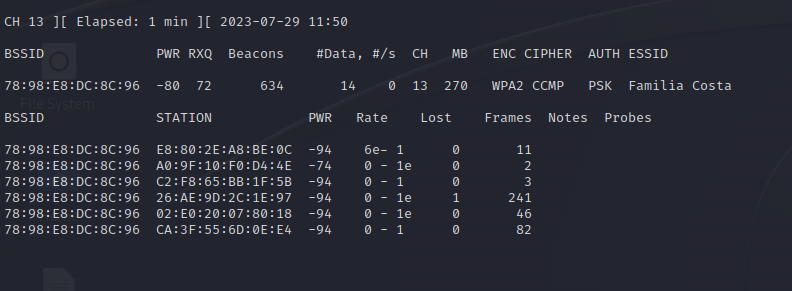 CH 13 ][ Elapsed: 1 min ][ 2023-07-29 11:50
BSSID PWR RXQ Beacons #Data, #/s CH MB ENC CIPHER AUTH ESSID
78:98:E8:DC:8C:96 -80 72 634 14 0 13 270 WPA2 CCMP PSK Familia Costa
File System
BSSID STATION PWR Rate Lost Frames Notes Probes
78:98:E8:DC:8C:96 E8:80:2E:A8:BE:0C -94 6e- 1 0 11
78:98:E8:DC:8C:96 A0:9F:10:F0:D4:4E -74 0 - 1e 0 2
78:98:E8:DC:8C:96 C2:F8:65:BB:1F:5B -94 0 - 1 0 3
78:98:E8:DC:8C:96 26:AE:9D:2C:1E:97 -94 0 - 1e 1 241
78:98:E8:DC:8C:96 02:E0:20:07:80:18 -94 0 - 1e 0 46
78:98:E8:DC:8C:96 CA:3F:55:6D:0E:E4 -94 0 - 1 0 82